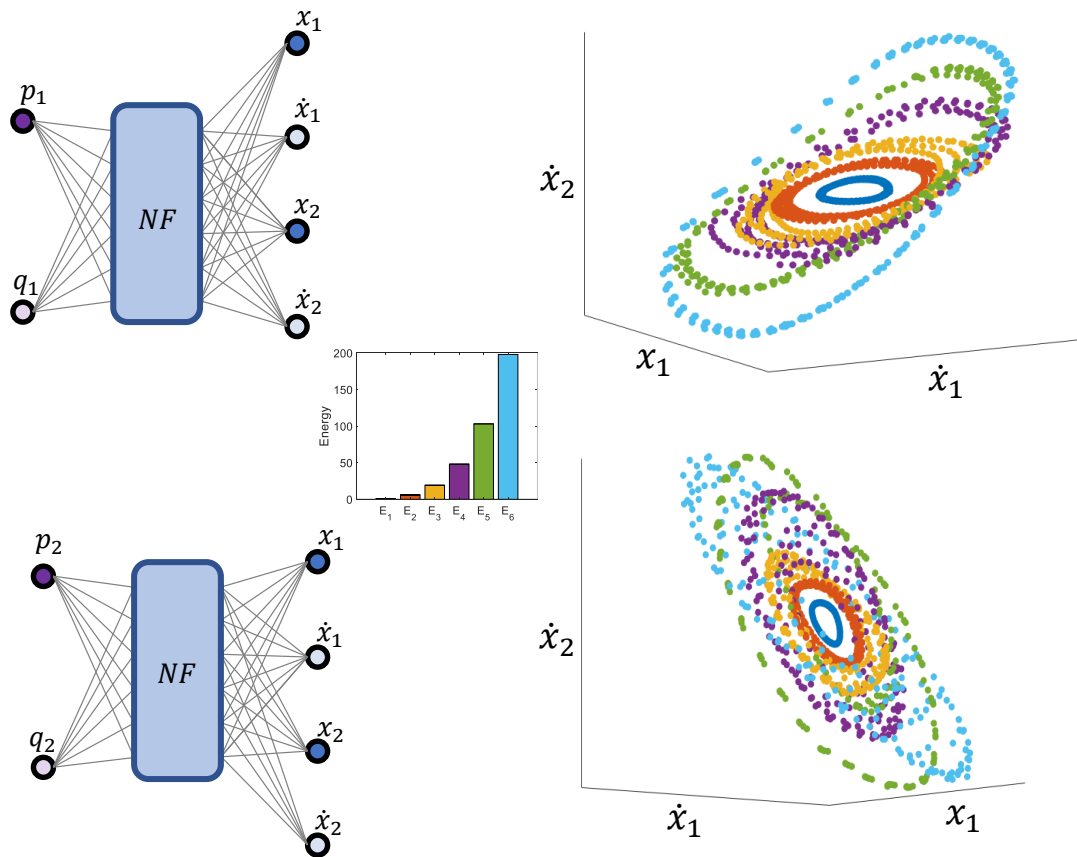 x₁
p₁
ẋ₁
NF
x₂
q₁
ẋ₂
ẋ₂
x₁
ẋ₁
200
150
100
50
0
Energy
E₁ E₂ E₃ E₄ E₅ E₆
x₁
p₂
ẋ₁
NF
x₂
q₂
ẋ₂
ẋ₂
ẋ₁
x₁